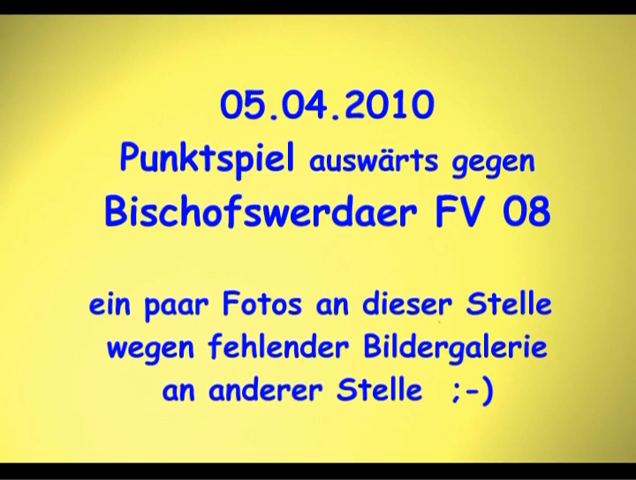 05.04.2010
Punktspiel auswärts gegen
Bischofswerdaer FV 08
ein paar Fotos an dieser Stelle
wegen fehlender Bildergalerie
an anderer Stelle ;-)